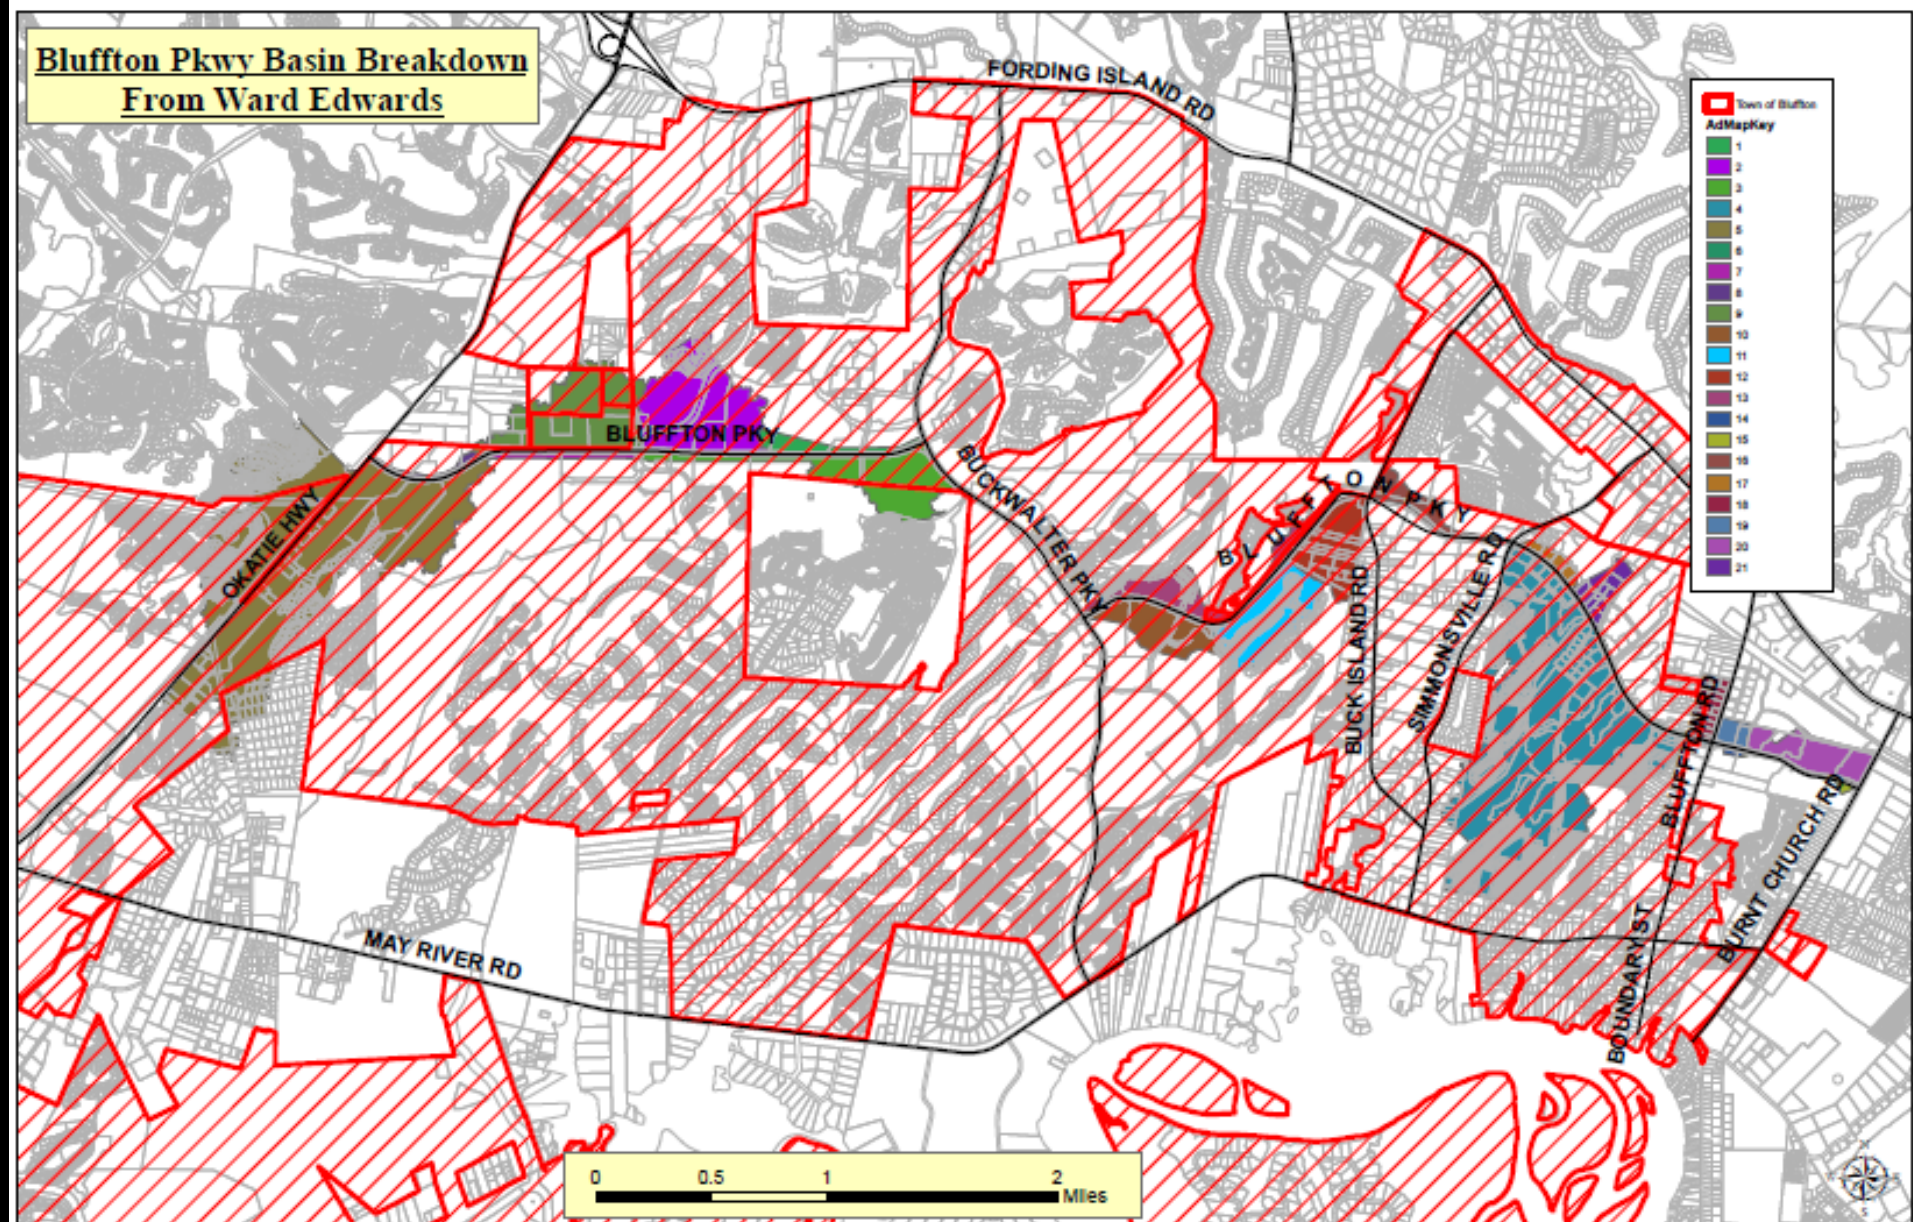 Bluffton Pkwy Basin Breakdown
From Ward Edwards
FORDING ISLAND RD
Town of Bluffton
AdMapKey
1
2
3
4
5
6
7
8
9
10
11
12
13
14
15
16
17
18
19
20
21
BLUFFTON PKY
BUCKWALTER PKY
BLUFFTON PKY
OKATIE HWY
BUCK ISLAND RD
SIMMONSVILLE RD
BLUFFTON RD
BURNT CHURCH RD
MAY RIVER RD
BOUNDARY ST
0 0.5 1 2
Miles
N
S